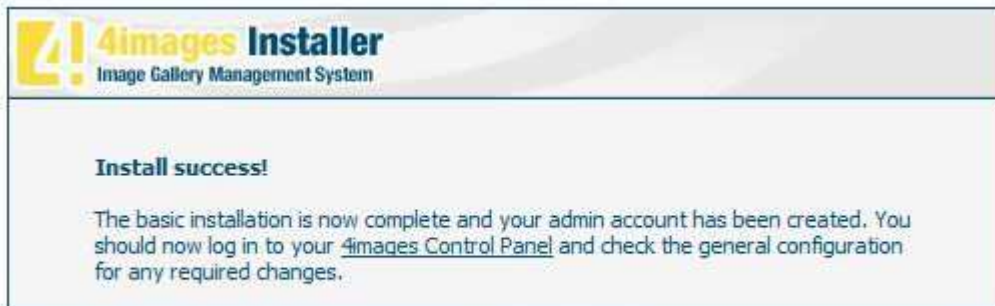 4! 4images Installer
Image Gallery Management System
Install success!
The basic installation is now complete and your admin account has been created. You
should now log in to your 4images Control Panel and check the general configuration
for any required changes.